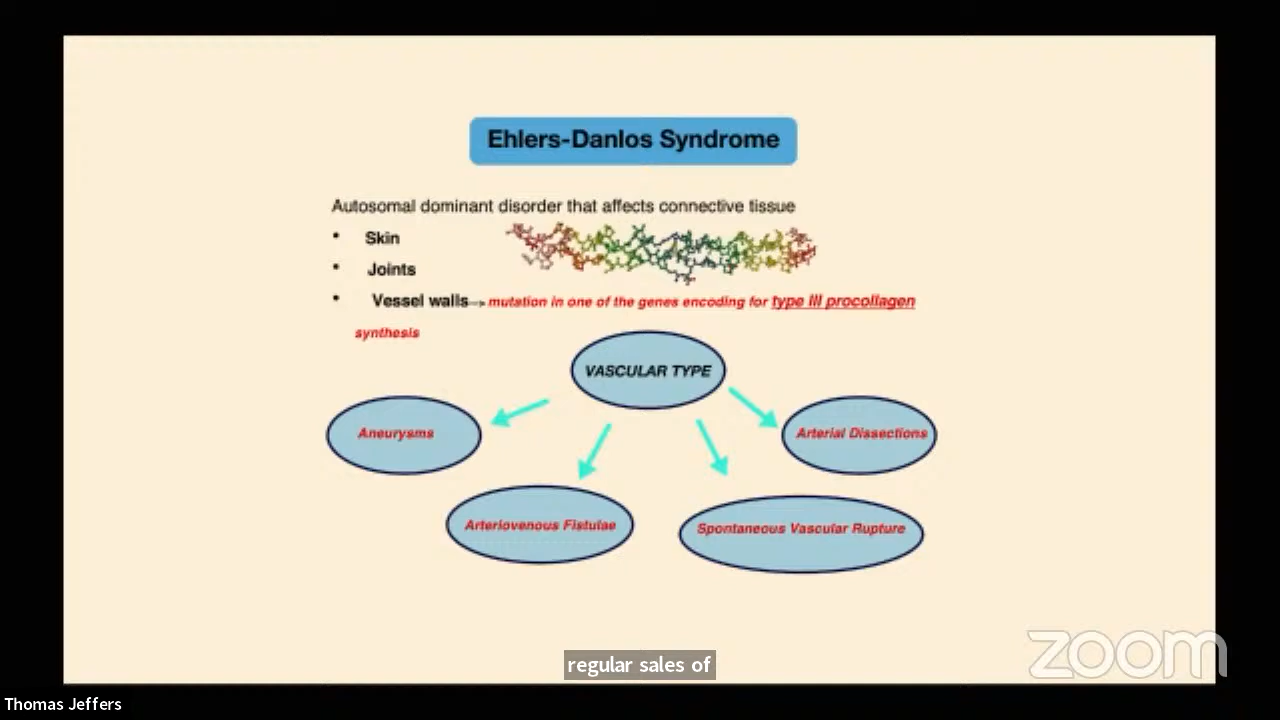 Ehlers-Danlos Syndrome
Autosomal dominant disorder that affects connective tissue
• Skin
• Joints
• Vessel walls--> mutation in one of the genes encoding for type III procollagen
synthesis
VASCULAR TYPE
Aneurysms
Arterial Dissections
Arteriovenous Fistulae
Spontaneous Vascular Rupture
regular sales of
zoom
Thomas Jeffers